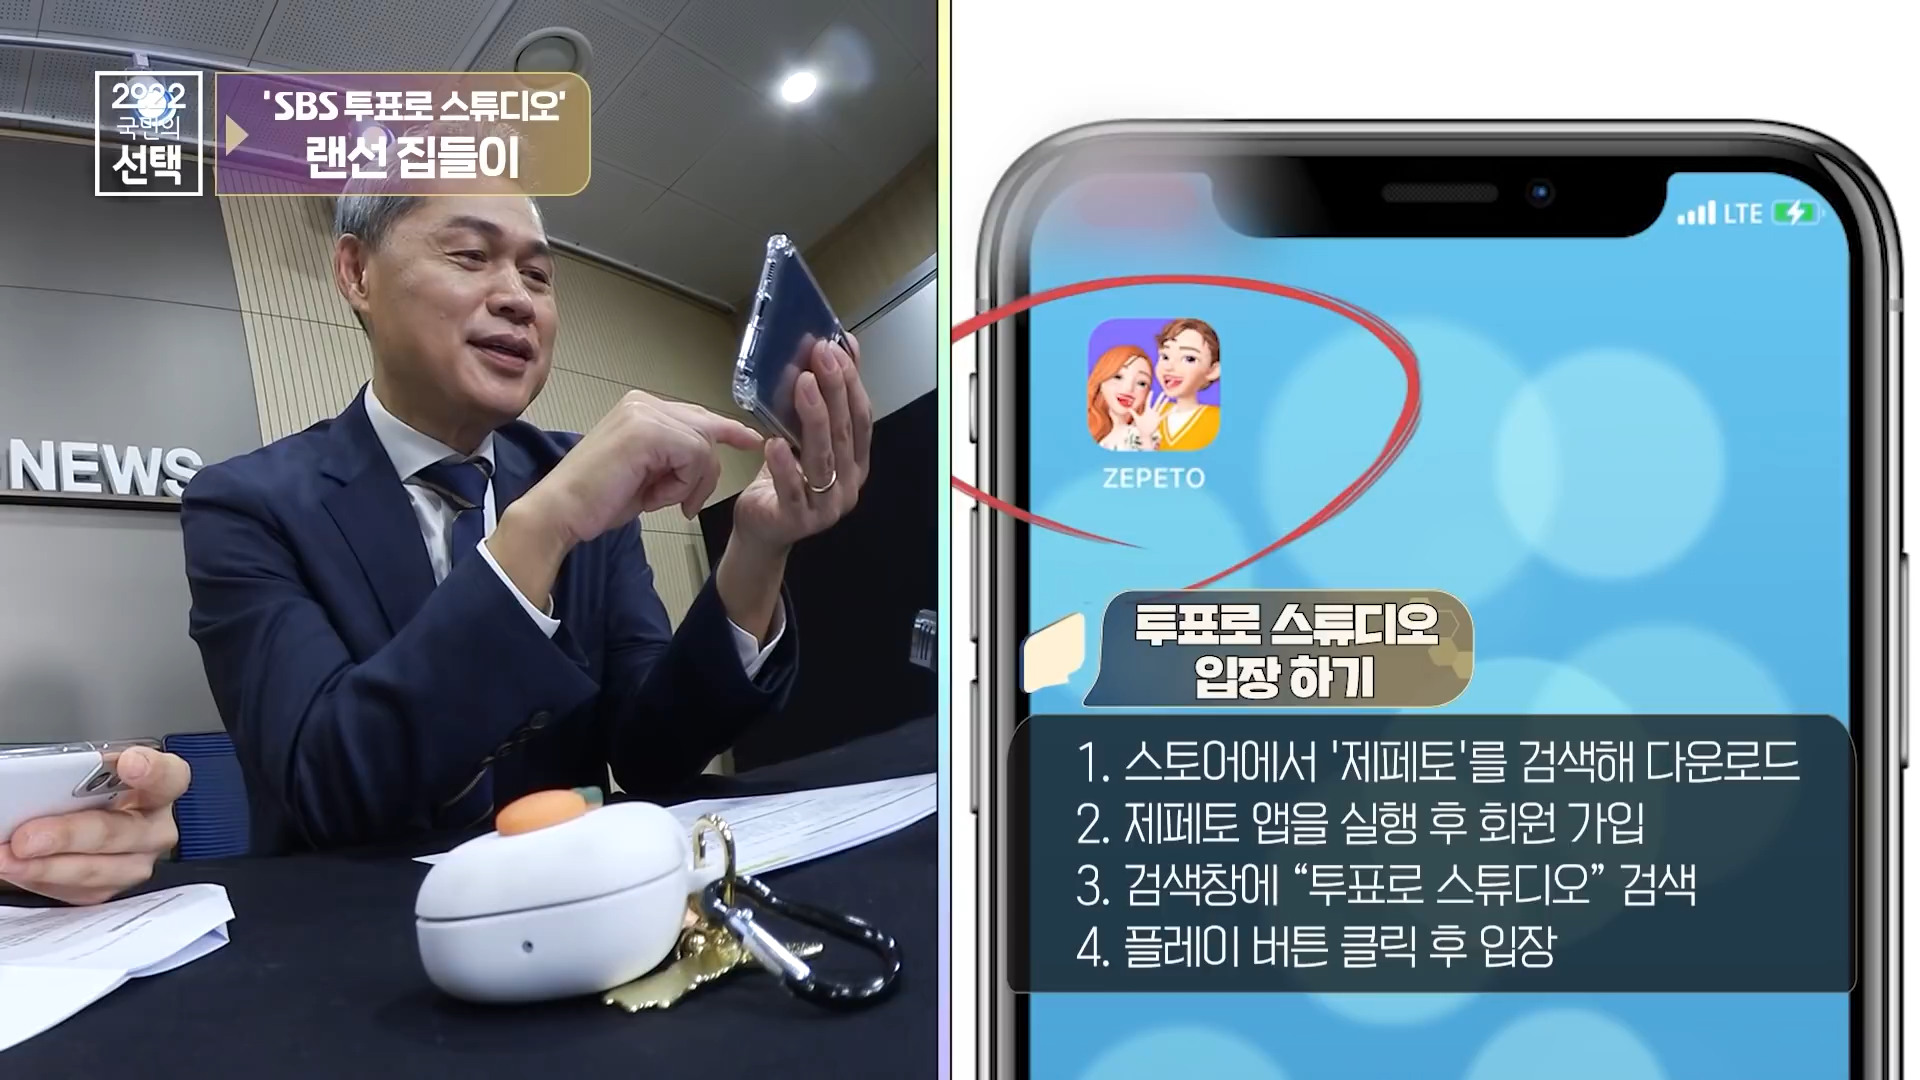 2022
국민의
선택
'SBS 투표로 스튜디오'
랜선 집들이
NEWS
LTE
ZEPETO
투표로 스튜디오
입장 하기
1. 스토어에서 '제페토'를 검색해 다운로드
2. 제페토 앱을 실행 후 회원 가입
3. 검색창에 “투표로 스튜디오” 검색
4. 플레이 버튼 클릭 후 입장